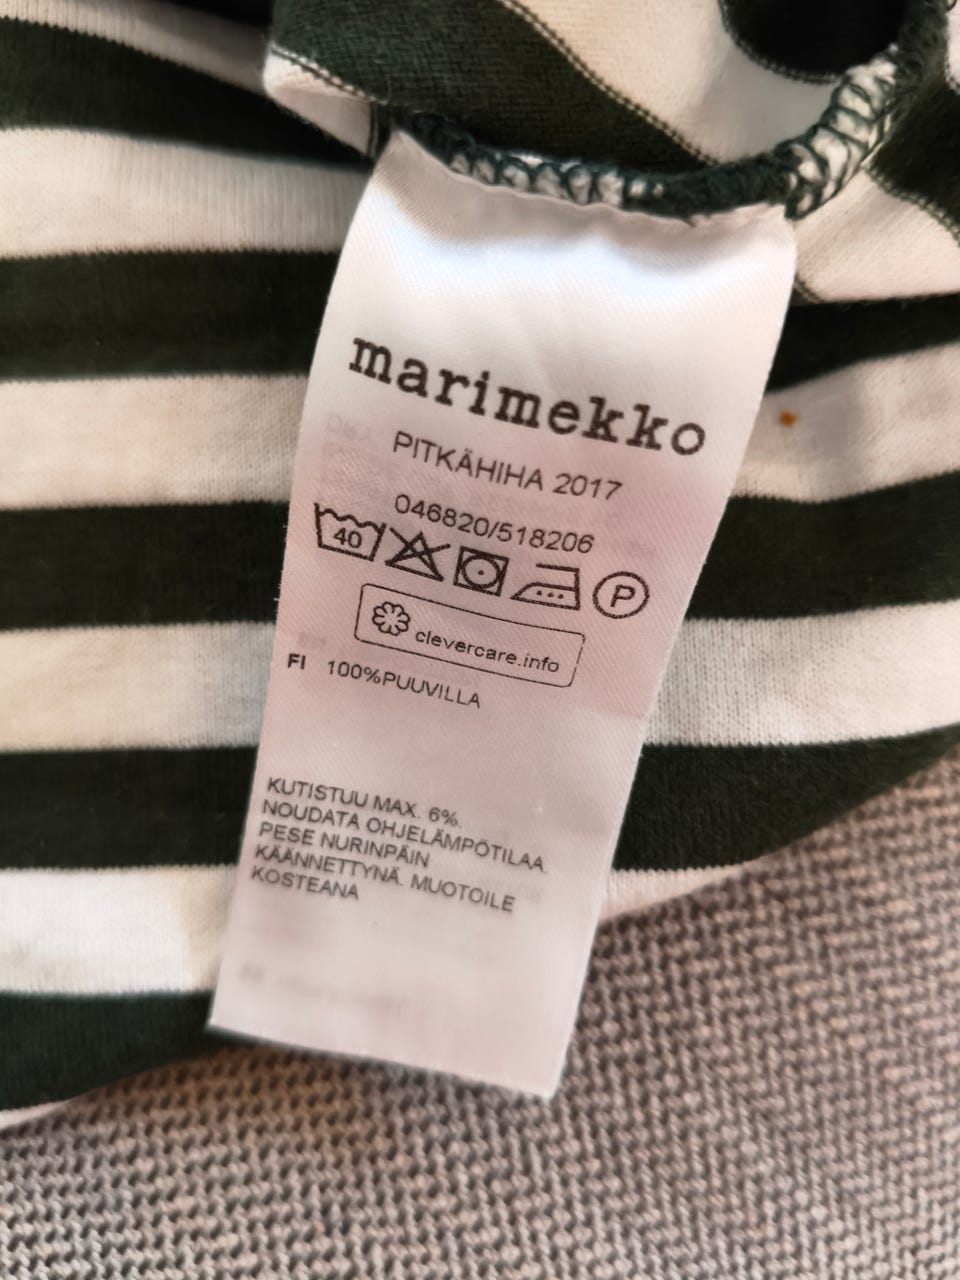 marimekko
PITKÄHIHA 2017
046820/518206
40
P
clevercare.info
FI 100%PUUVILLA
KUTISTUU MAX. 6%.
NOUDATA OHJELÄMPÖTILAA.
PESE NURINPÄIN
KÄÄNNETTYNÄ. MUOTOILE
KOSTEANA